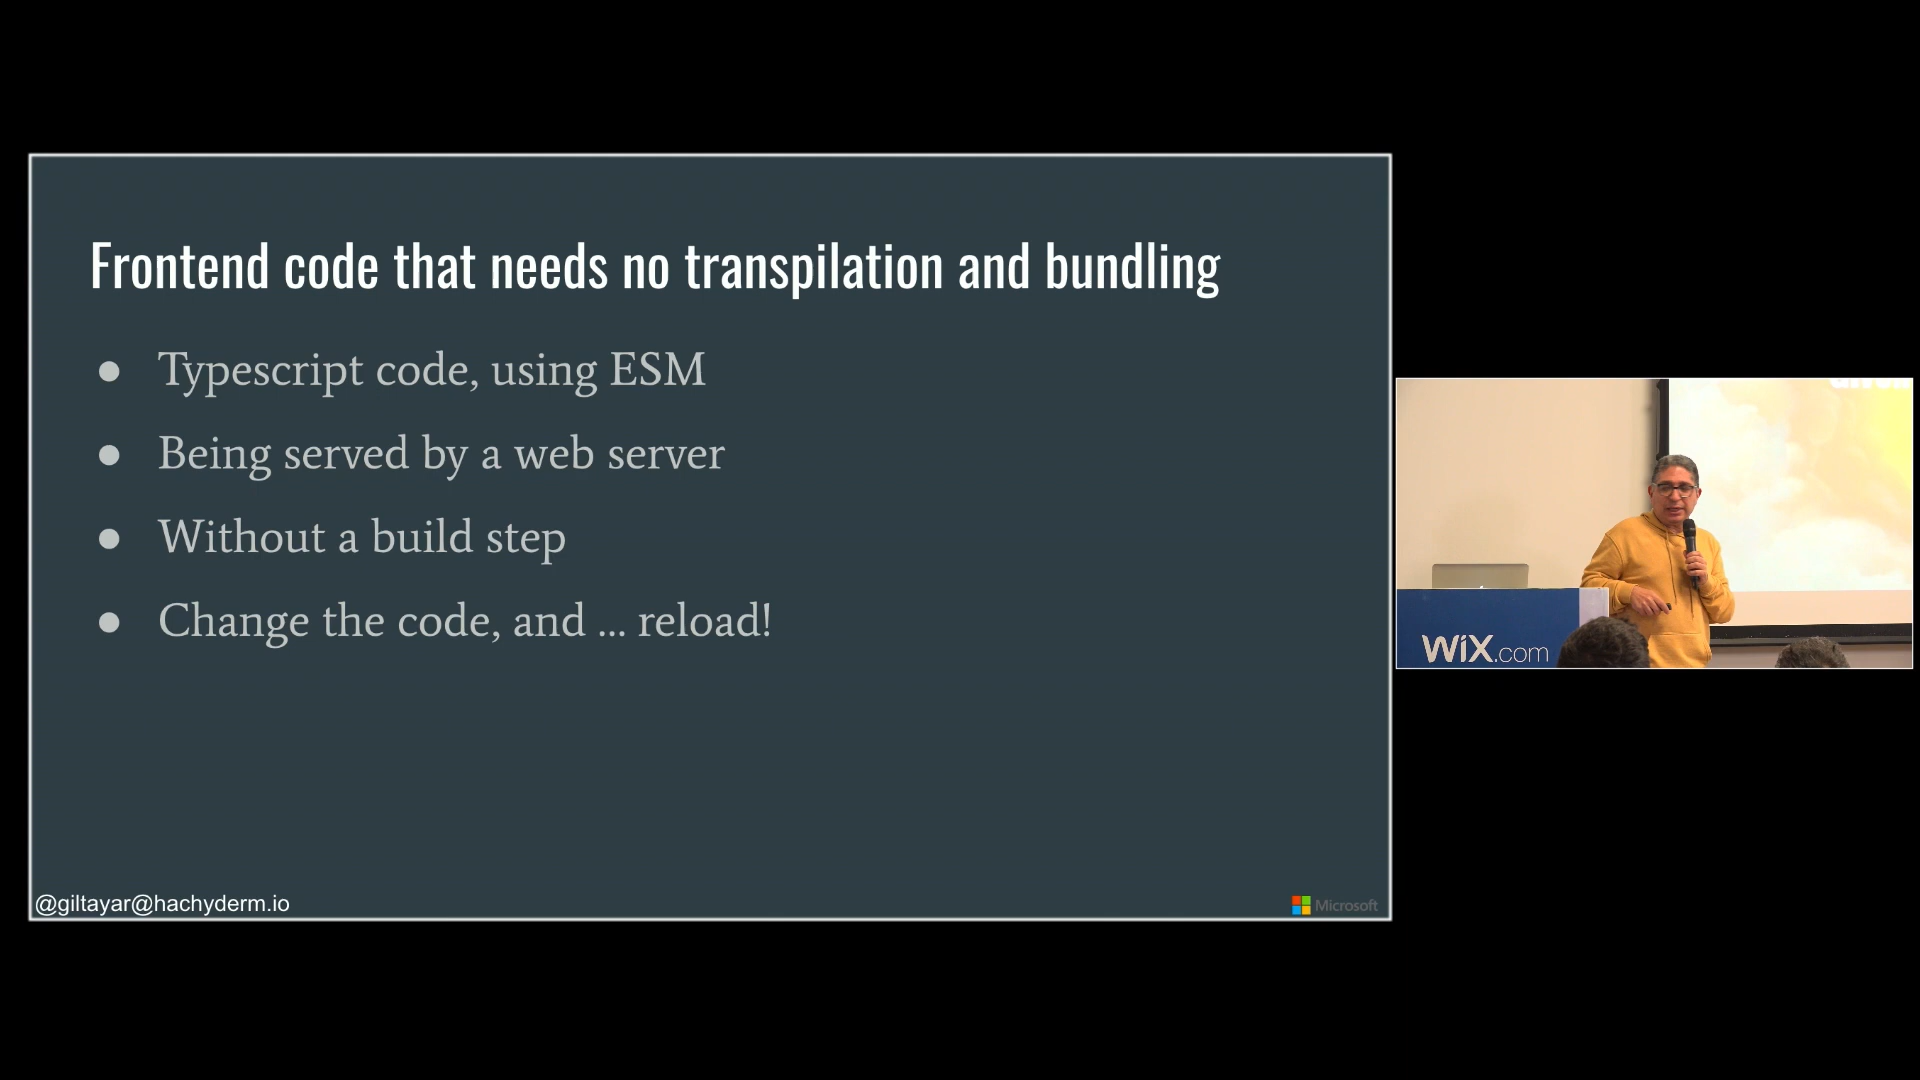 Frontend code that needs no transpilation and bundling
● Typescript code, using ESM
● Being served by a web server
● Without a build step
● Change the code, and ... reload!
@giltayar@hachyderm.io
Microsoft
WiX.com